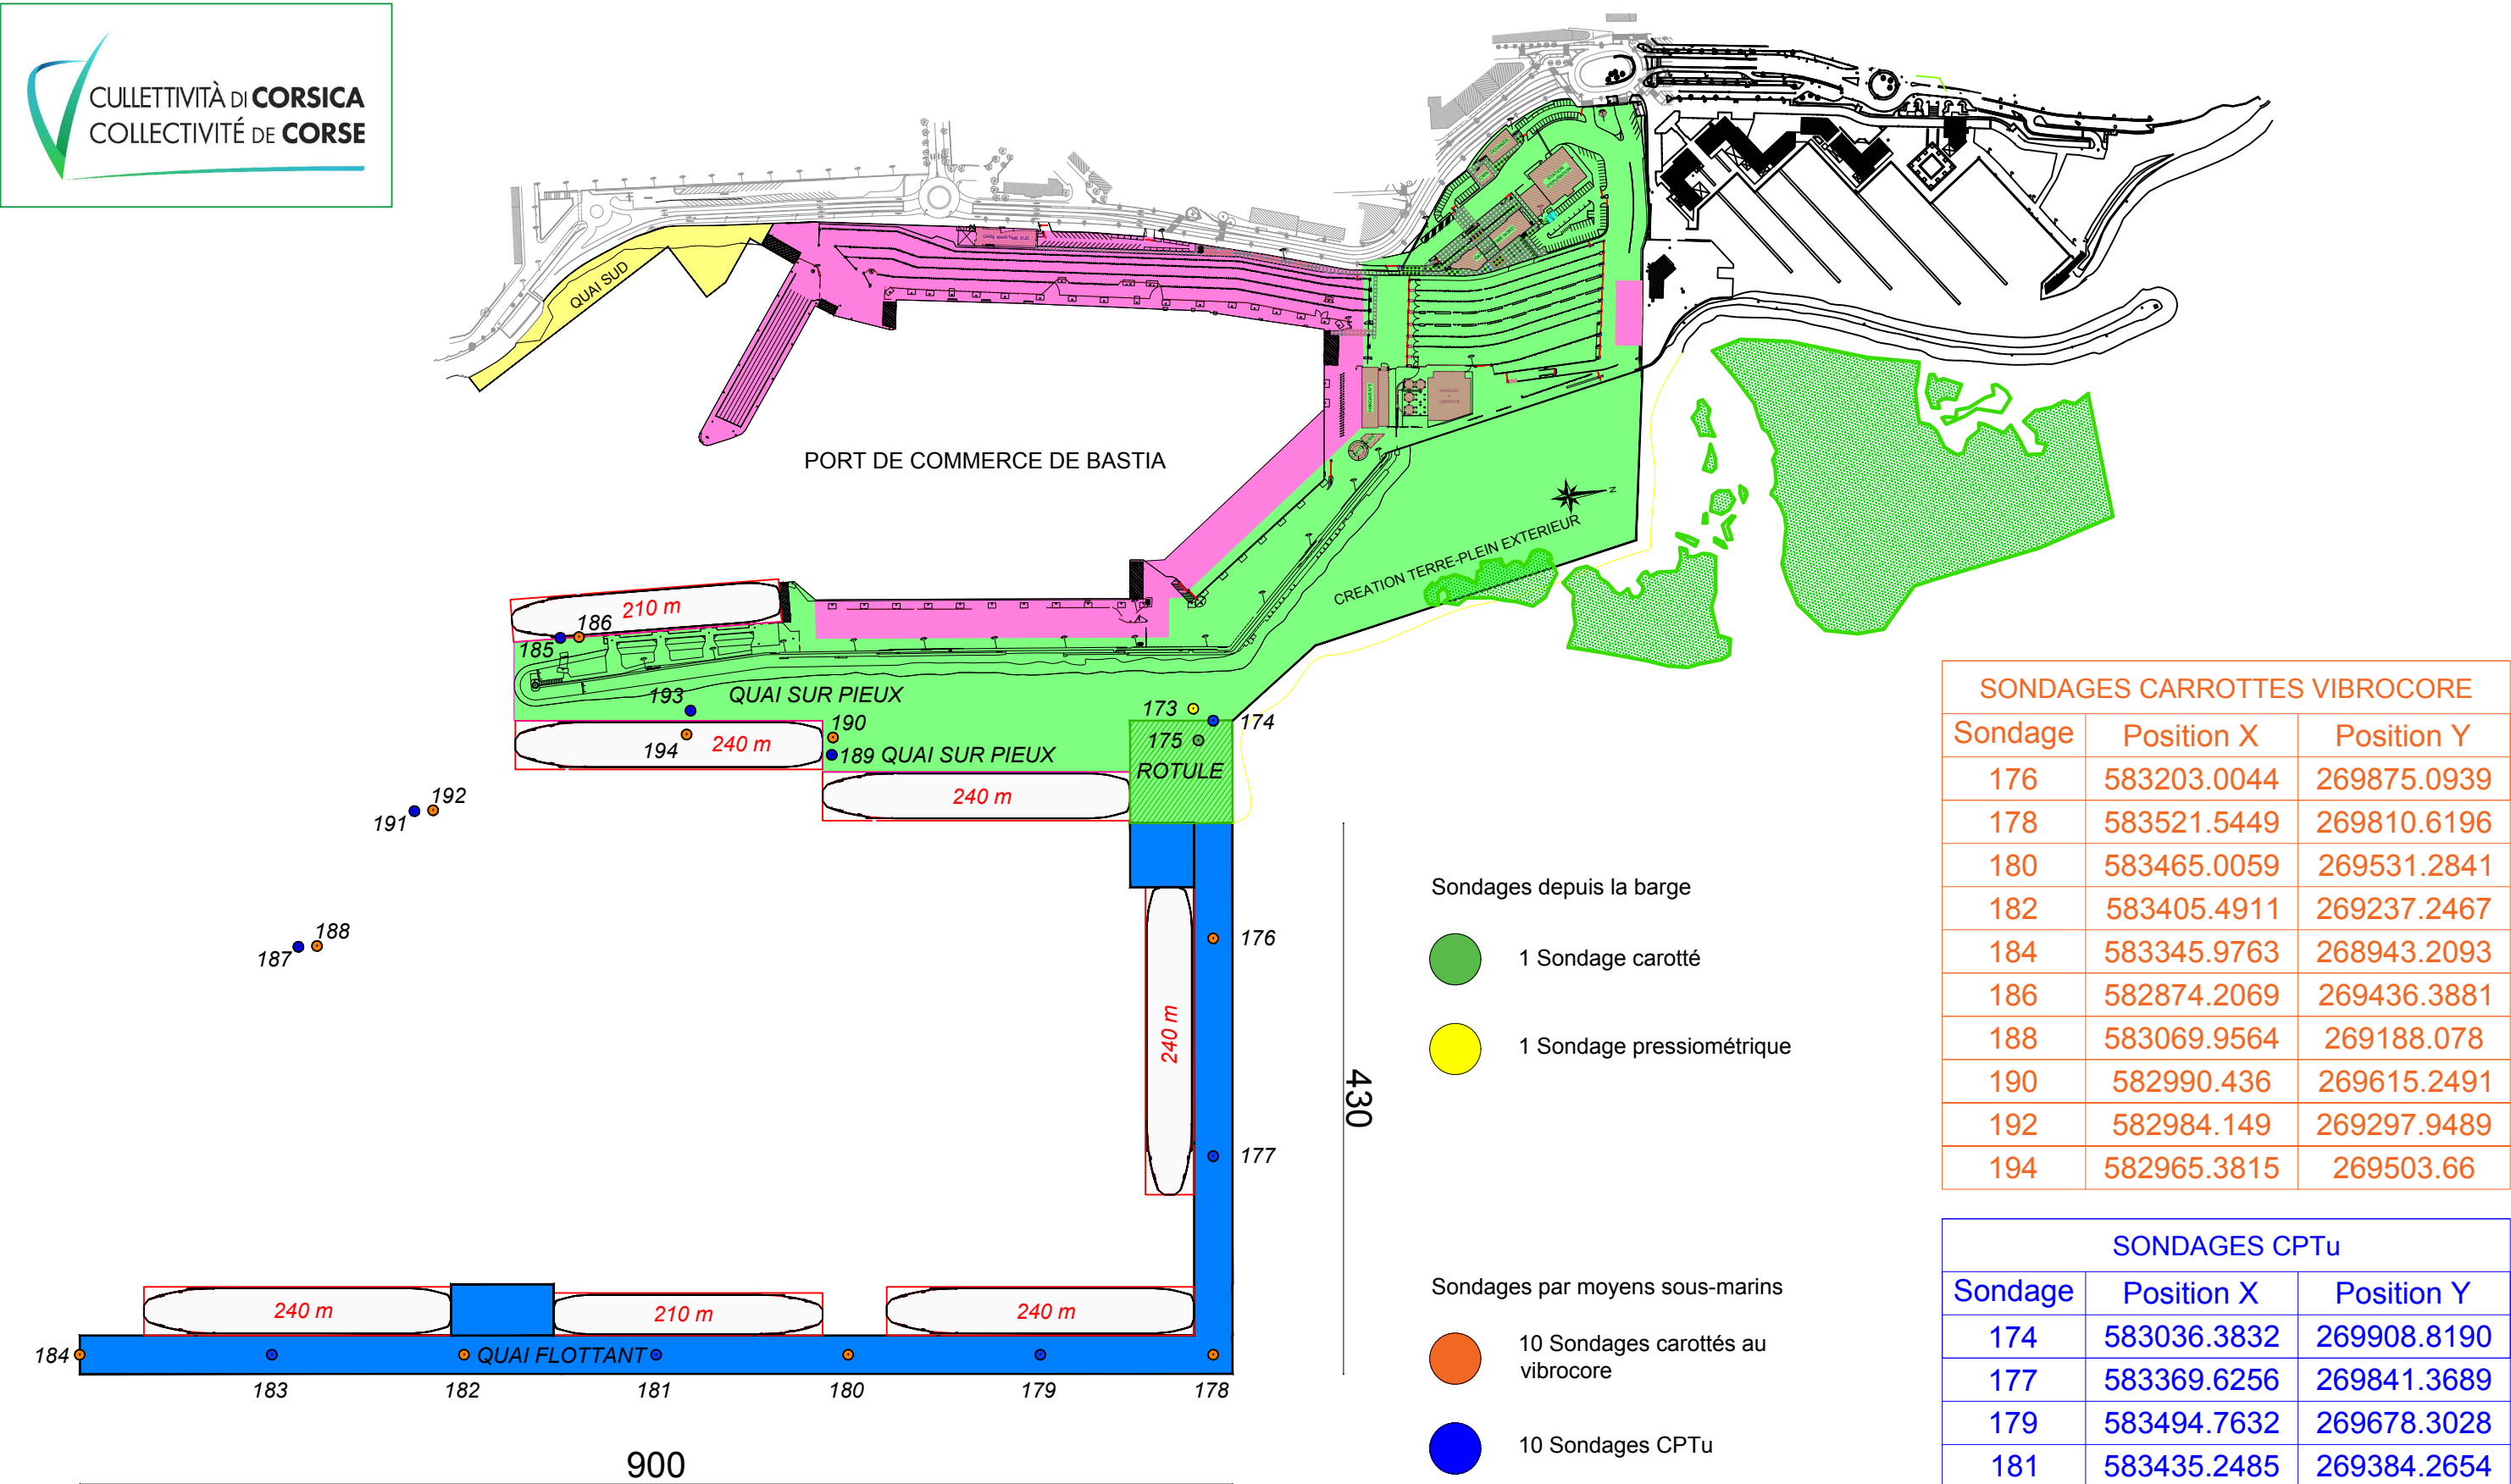 CULLETTIVITÀ DI CORSICA
COLLECTIVITÉ DE CORSE
QUAI SUD
GARE MARITIME SUD
PORT DE COMMERCE DE BASTIA
N
CREATION TERRE-PLEIN EXTERIEUR
210 m
186
185
193
QUAI SUR PIEUX
194
240 m
190
189
QUAI SUR PIEUX
173
174
175
ROTULE
240 m
192
191
188
187
176
240 m
177
430
240 m
210 m
240 m
184
QUAI FLOTTANT
183
182
181
180
179
178
900
Sondages depuis la barge
1 Sondage carotté
1 Sondage pressiométrique
Sondages par moyens sous-marins
10 Sondages carottés au
vibrocore
10 Sondages CPTu
SONDAGES CARROTTES VIBROCORE
Sondage Position X Position Y
176 583203.0044 269875.0939
178 583521.5449 269810.6196
180 583465.0059 269531.2841
182 583405.4911 269237.2467
184 583345.9763 268943.2093
186 582874.2069 269436.3881
188 583069.9564 269188.078
190 582990.436 269615.2491
192 582984.149 269297.9489
194 582965.3815 269503.66
SONDAGES CPTu
Sondage Position X Position Y
174 583036.3832 269908.8190
177 583369.6256 269841.3689
179 583494.7632 269678.3028
181 583435.2485 269384.2654